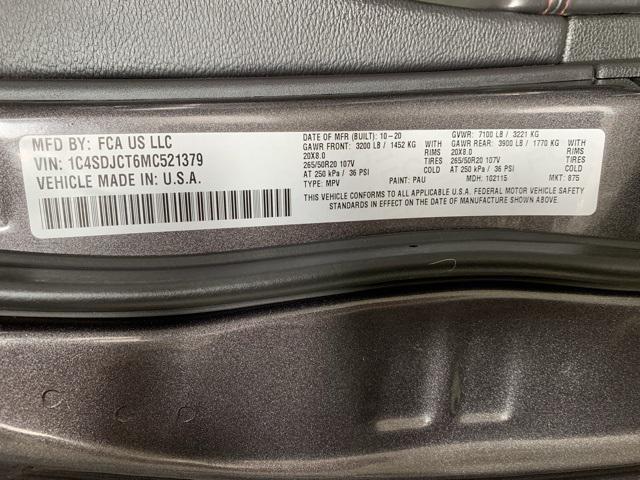 MFD BY: FCA US LLC
VIN: 1C4SDJCT6MC521379
VEHICLE MADE IN: U.S.A.
DATE OF MFR (BUILT): 10-20
GAWR FRONT: 3200 LB / 1452 KG WITH
20X8.0 RIMS
265/50R20 107V TIRES
AT 250 kPa / 36 PSI COLD
TYPE: MPV PAINT: PAU
GVWR: 7100 LB / 3221 KG
GAWR REAR: 3900 LB / 1770 KG WITH
20X8.0 RIMS
265/50R20 107V TIRES
AT 250 kPa / 36 PSI COLD
MDH: 102115 MKT: 875
THIS VEHICLE CONFORMS TO ALL APPLICABLE U.S.A. FEDERAL MOTOR VEHICLE SAFETY
STANDARDS IN EFFECT ON THE DATE OF MANUFACTURE SHOWN ABOVE.